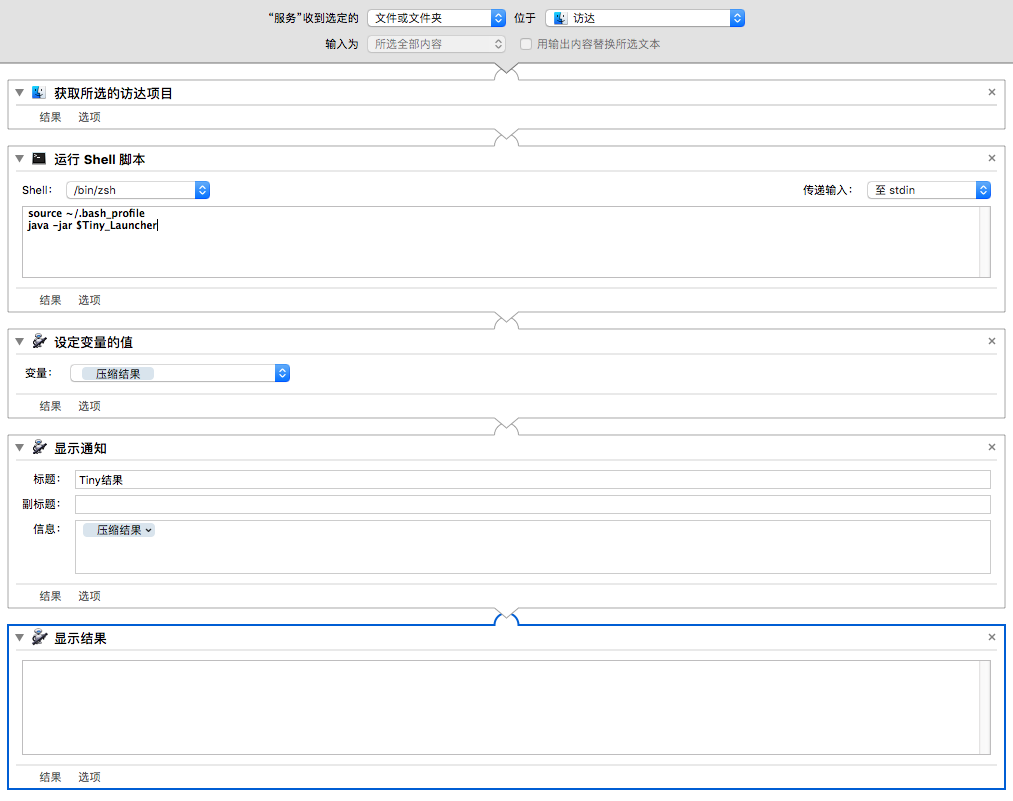 “服务”收到选定的 文件或文件夹 位于 访达
输入为 所选全部内容 用输出内容替换所选文本
获取所选的访达项目
结果 选项
运行 Shell 脚本
Shell: /bin/zsh 传递输入: 至 stdin
source ~/.bash_profile
java -jar $Tiny_Launcher
结果 选项
设定变量的值
变量: 压缩结果
结果 选项
显示通知
标题: Tiny结果
副标题:
信息: 压缩结果
结果 选项
显示结果
结果 选项